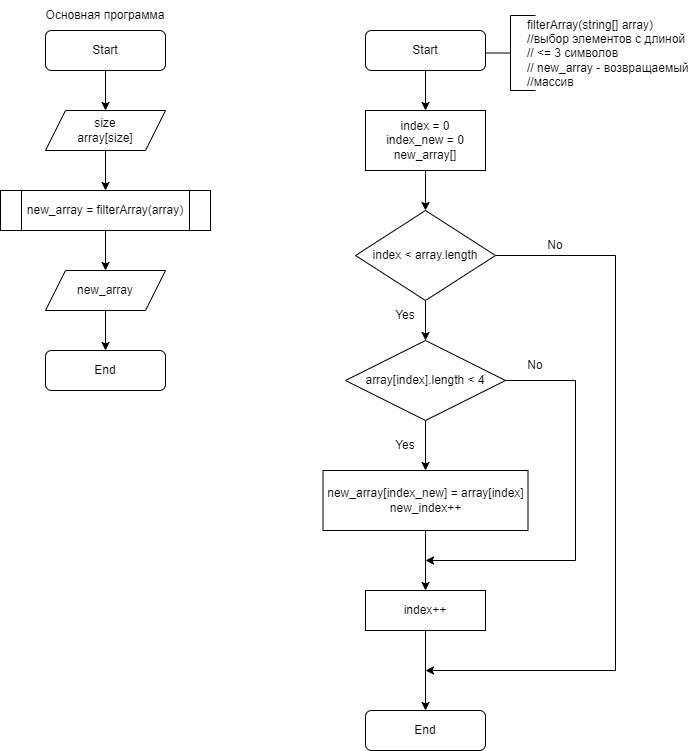 Основная программа
Start
size
array[size]
new_array = filterArray(array)
new_array
End
Start
filterArray(string[] array)
//выбор элементов с длиной
// <= 3 символов
// new_array - возвращаемый
//массив
index = 0
index_new = 0
new_array[]
index < array.length
No
Yes
array[index].length < 4
No
Yes
new_array[index_new] = array[index]
new_index++
index++
End